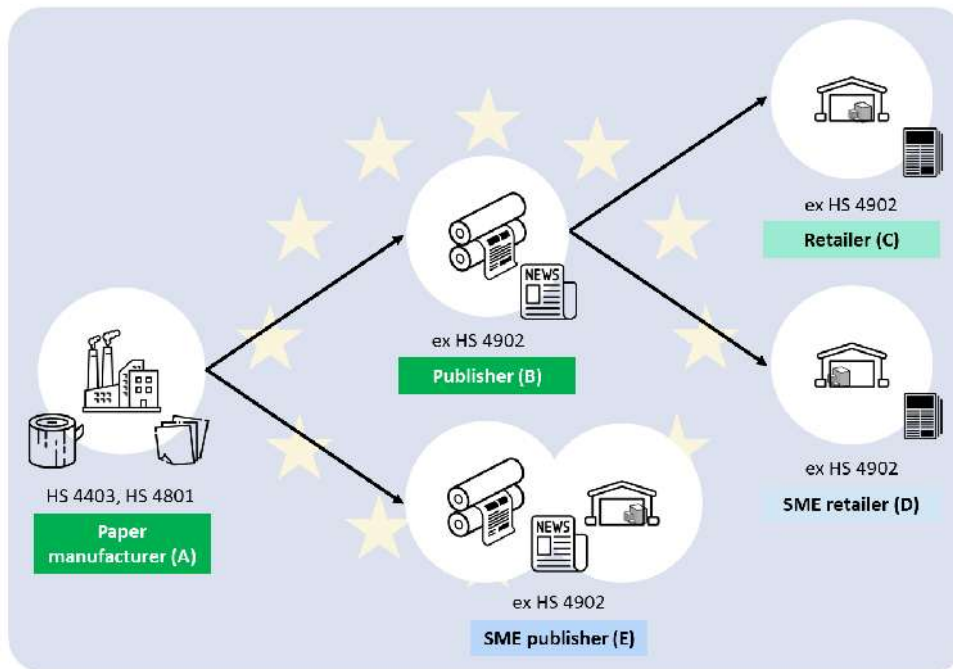 ex HS 4902
Retailer (C)
NEWS
ex HS 4902
Publisher (B)
ex HS 4902
SME retailer (D)
HS 4403, HS 4801
Paper
manufacturer (A)
NEWS
ex HS 4902
SME publisher (E)